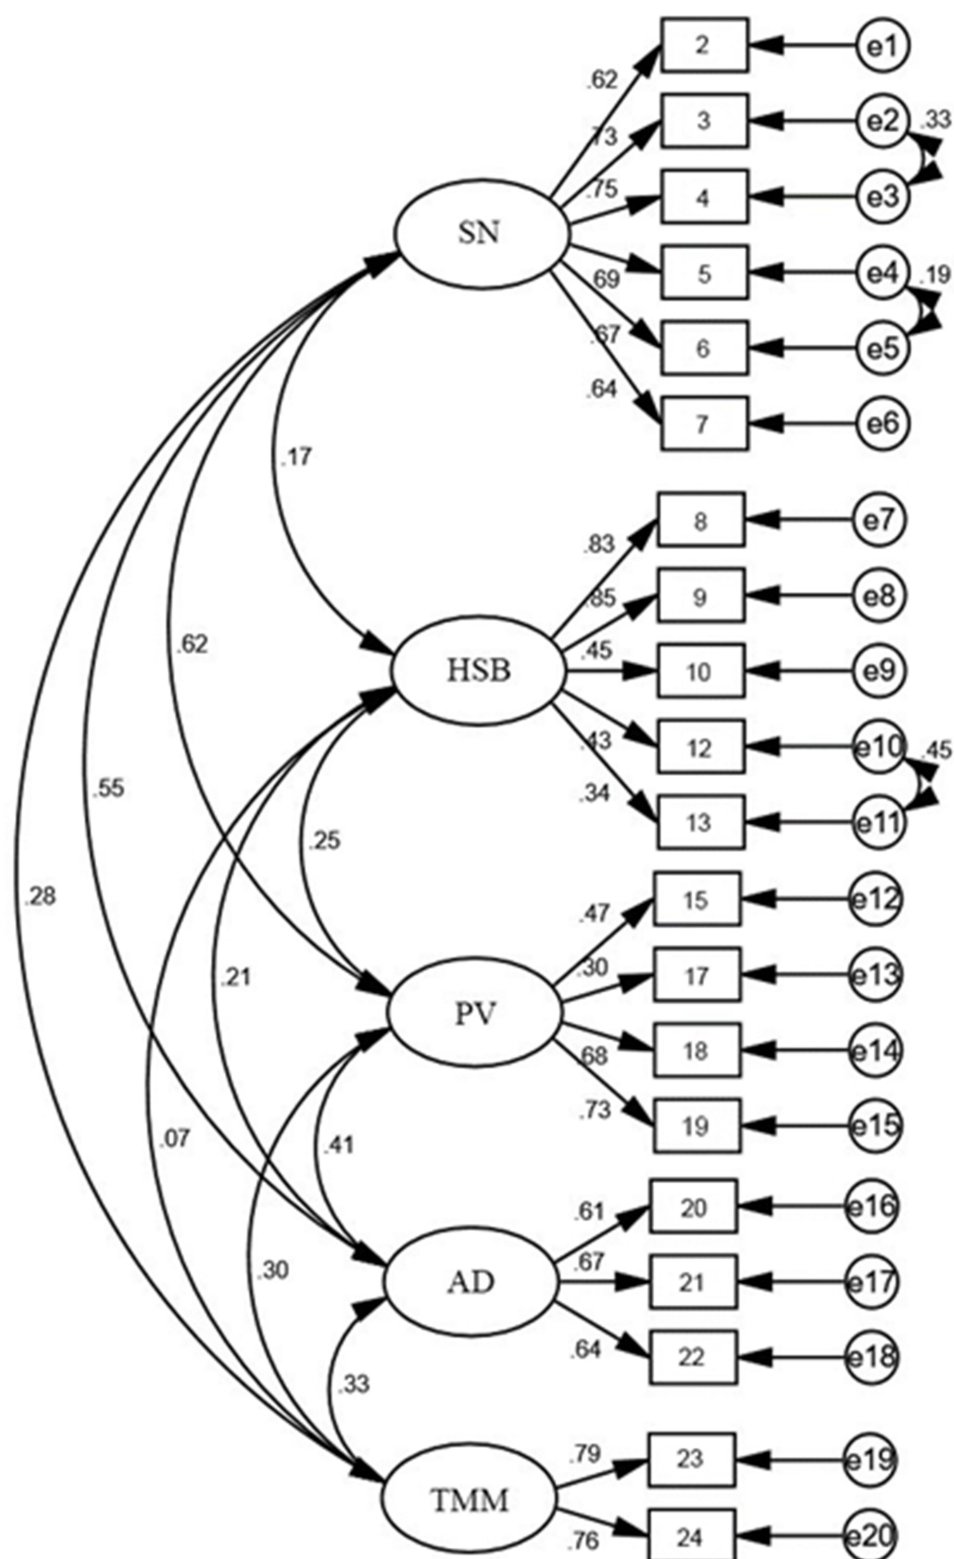 2 e1
.62
3 e2 .33
.73
.75 4 e3
SN
5 e4 .19
.69
6 e5
.67
.64 7 e6
.17
8 e7
.83
.85 9 e8
.62
.45
HSB 10 e9
12 e10 .45
.43
.55
.34
13 e11
.25
.28 15 e12
.47
.30 17 e13
.21
PV
18 e14
.68
.73
19 e15
.07 .41
20 e16
.61
.67
.30 AD 21 e17
.64 22 e18
.33
.79 23 e19
TMM
24 e20
.76